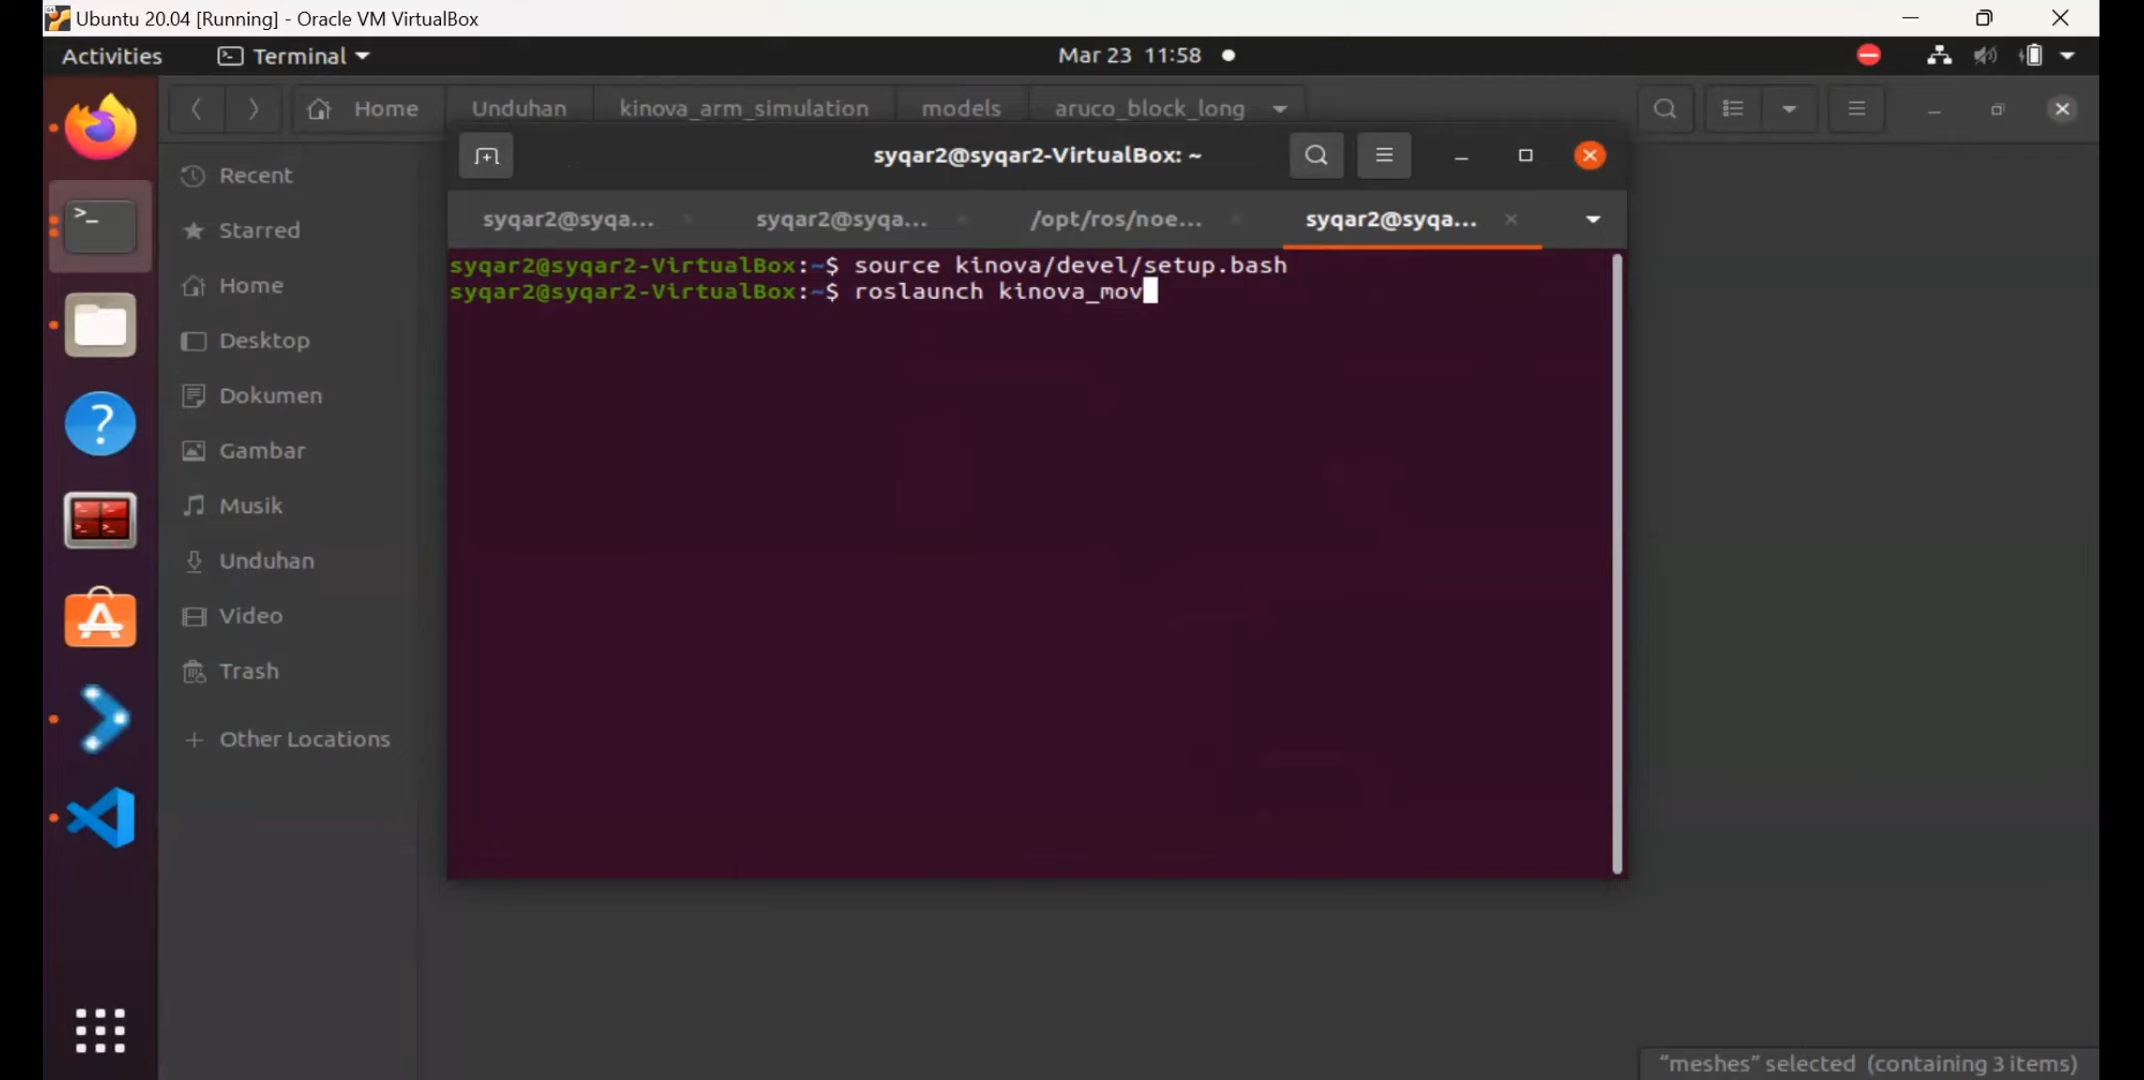 Ubuntu 20.04 [Running] - Oracle VM VirtualBox
Activities Terminal Mar 23 11:58
Home Unduhan kinova_arm_simulation models aruco_block_long
syqar2@syqar2-VirtualBox: ~
syqar2@syqa... syqar2@syqa... /opt/ros/noe... syqar2@syqa...
syqar2@syqar2-VirtualBox:~$ source kinova/devel/setup.bash
syqar2@syqar2-VirtualBox:~$ roslaunch kinova_mov
Recent
Starred
Home
Desktop
Dokumen
Gambar
Musik
Unduhan
Video
Trash
+ Other Locations
“meshes” selected (containing 3 items)